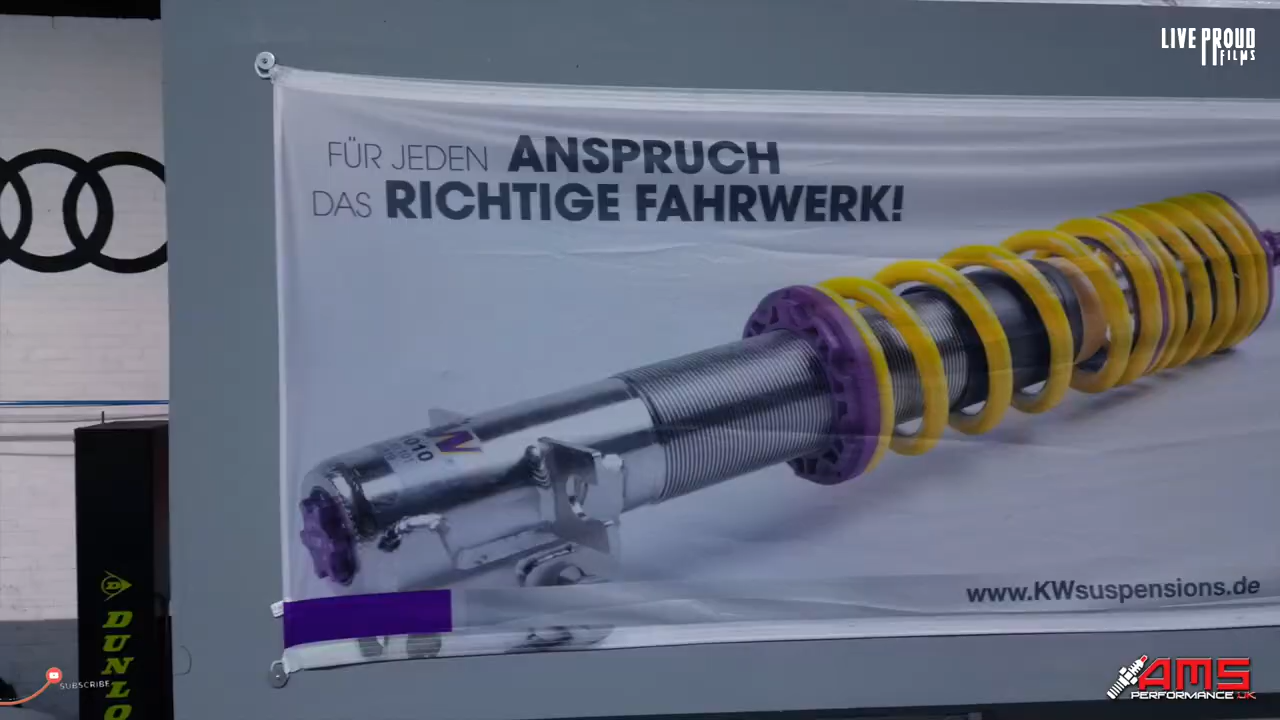 LIVE PROUD
FILMS
FÜR JEDEN ANSPRUCH
DAS RICHTIGE FAHRWERK!
www.KWsuspensions.de
DUNLO
SUBSCRIBE
AMS
PERFORMANCE UK